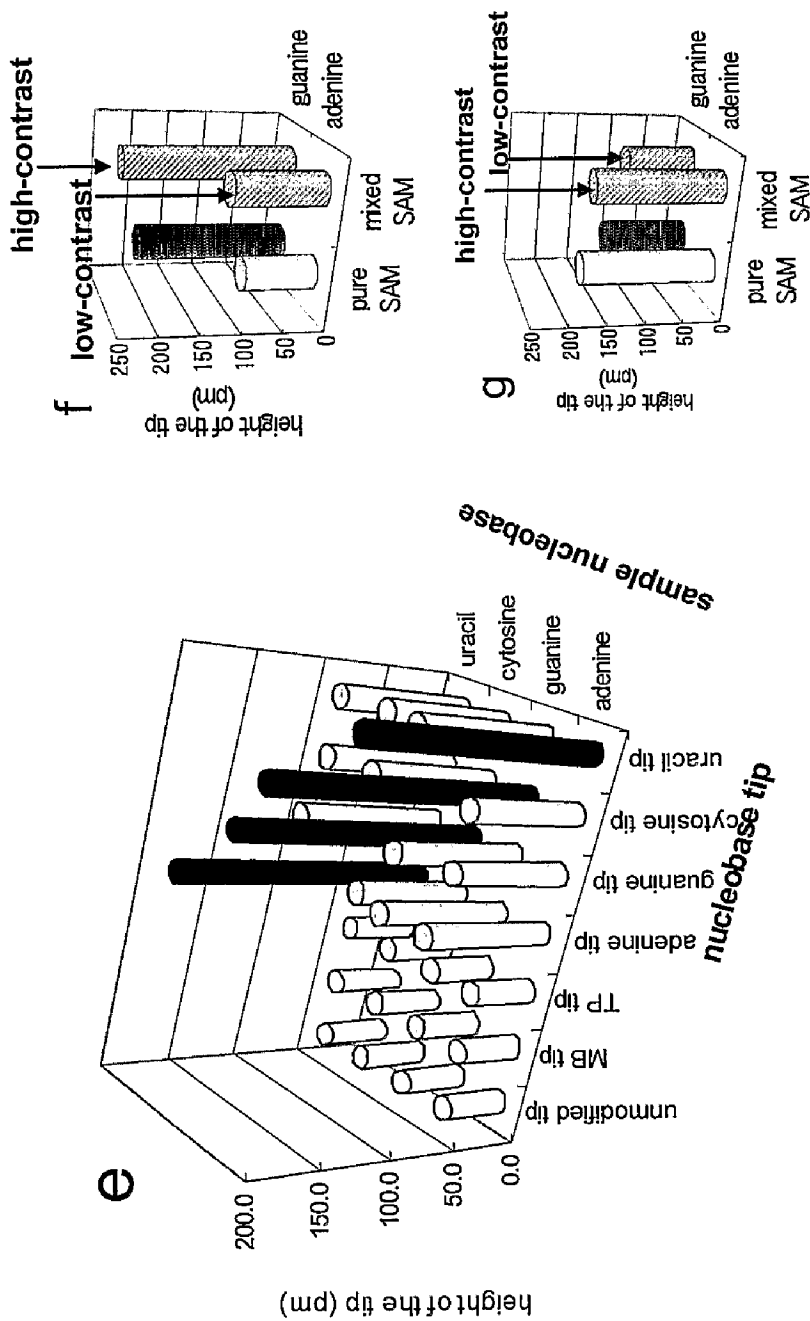 e
height of the tip (pm)
200.0
150.0
100.0
50.0
0.0
unmodified tip
MB tip
TP tip
adenine tip
guanine tip
cytosine tip
uracil tip
nucleobase tip
uracil
cytosine
guanine
adenine
sample nucleobase
f
height of the tip
(pm)
250
200
150
100
50
0
low-contrast
high-contrast
pure
SAM
mixed
SAM
guanine
adenine
g
height of the tip
(pm)
250
200
150
100
50
0
high-contrast
low-contrast
pure
SAM
mixed
SAM
guanine
adenine